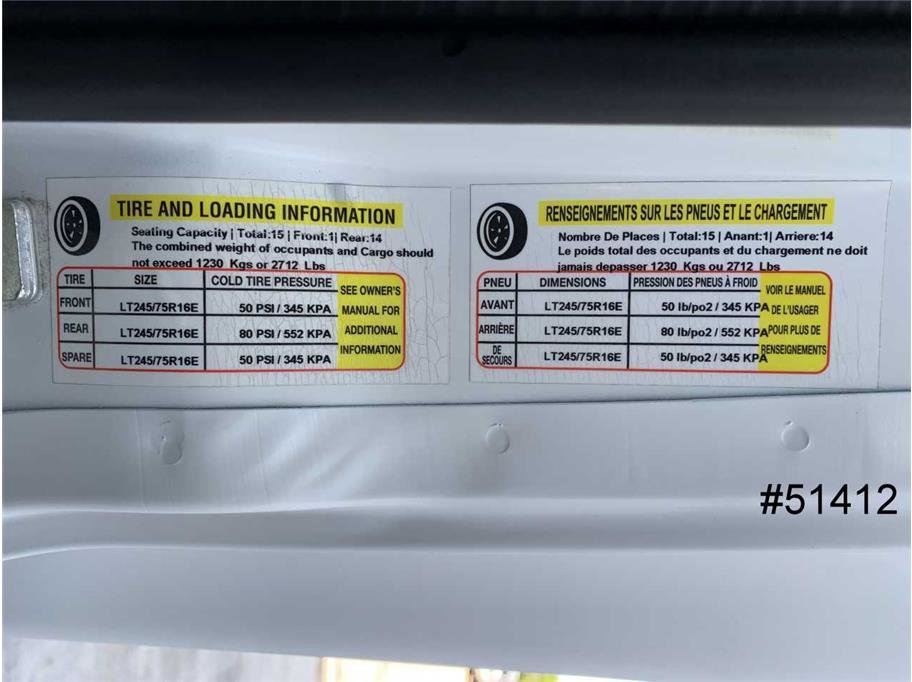 TIRE AND LOADING INFORMATION
Seating Capacity | Total:15 | Front:1| Rear:14
The combined weight of occupants and Cargo should
not exceed 1230 Kgs or 2712 Lbs
TIRE SIZE COLD TIRE PRESSURE
FRONT LT245/75R16E 50 PSI / 345 KPA
REAR LT245/75R16E 80 PSI / 552 KPA
SPARE LT245/75R16E 50 PSI / 345 KPA
SEE OWNER'S
MANUAL FOR
ADDITIONAL
INFORMATION
RENSEIGNEMENTS SUR LES PNEUS ET LE CHARGEMENT
Nombre De Places | Total:15 | Anant:1| Arriere:14
Le poids total des occupants et du chargement ne doit
jamais depasser 1230 Kgs ou 2712 Lbs
PNEU DIMENSIONS PRESSION DES PNEUS À FROID
AVANT LT245/75R16E 50 lb/po2 / 345 KPA
ARRIÈRE LT245/75R16E 80 lb/po2 / 552 KPA
DE
SECOURS LT245/75R16E 50 lb/po2 / 345 KPA
VOIR LE MANUEL
DE L'USAGER
POUR PLUS DE
RENSEIGNEMENTS
#51412